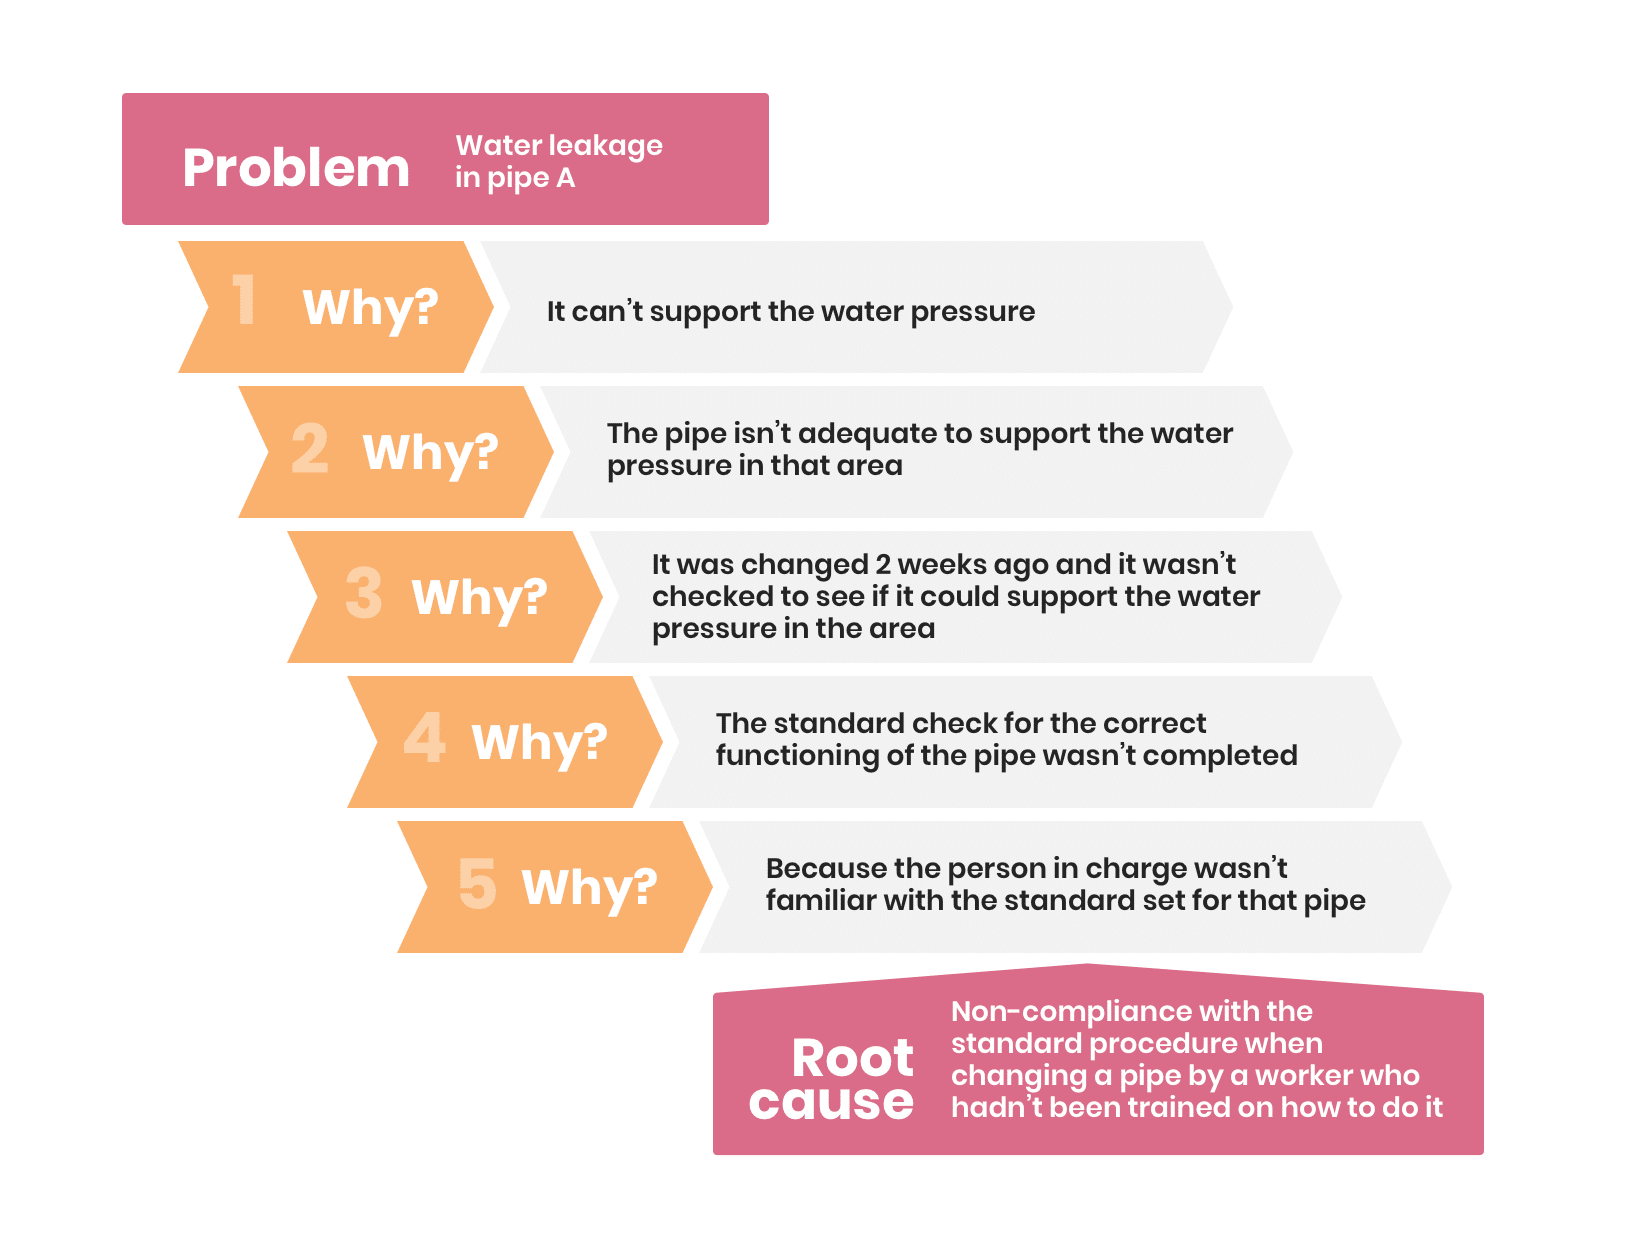 Problem
Water leakage
in pipe A
1 Why?
It can’t support the water pressure
2 Why?
The pipe isn’t adequate to support the water
pressure in that area
3 Why?
It was changed 2 weeks ago and it wasn’t
checked to see if it could support the water
pressure in the area
4 Why?
The standard check for the correct
functioning of the pipe wasn’t completed
5 Why?
Because the person in charge wasn’t
familiar with the standard set for that pipe
Root
cause
Non-compliance with the
standard procedure when
changing a pipe by a worker who
hadn’t been trained on how to do it